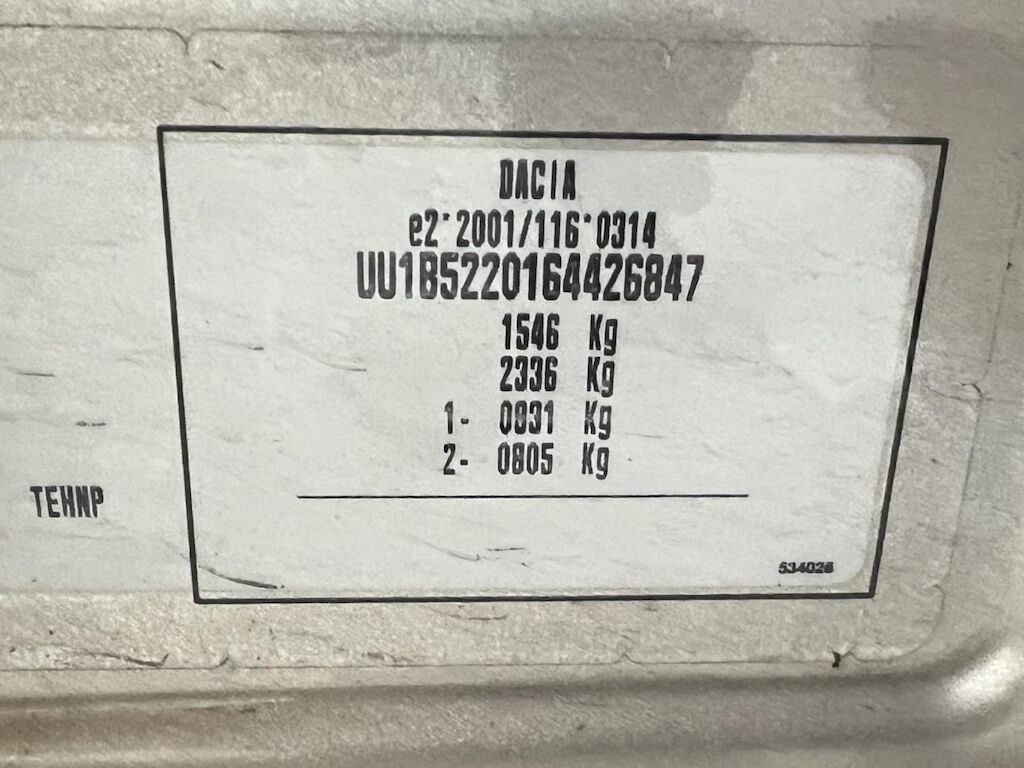 DACIA
e2*2001/116*0314
UU1B5220164426847
1546 Kg
2336 Kg
1- 0831 Kg
2- 0805 Kg
TEHNP
534026